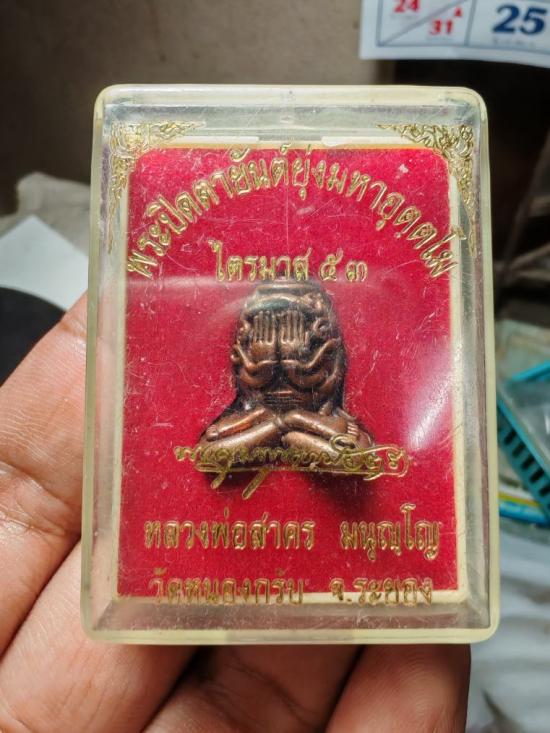 24
31
25
พระปิดตายันต์ยุ่งมหาอุตตโม
ไตรมาส ๕๓
หลวงพ่อสาคร มนุญฺโญ
วัดหนองกรับ จ.ระยอง